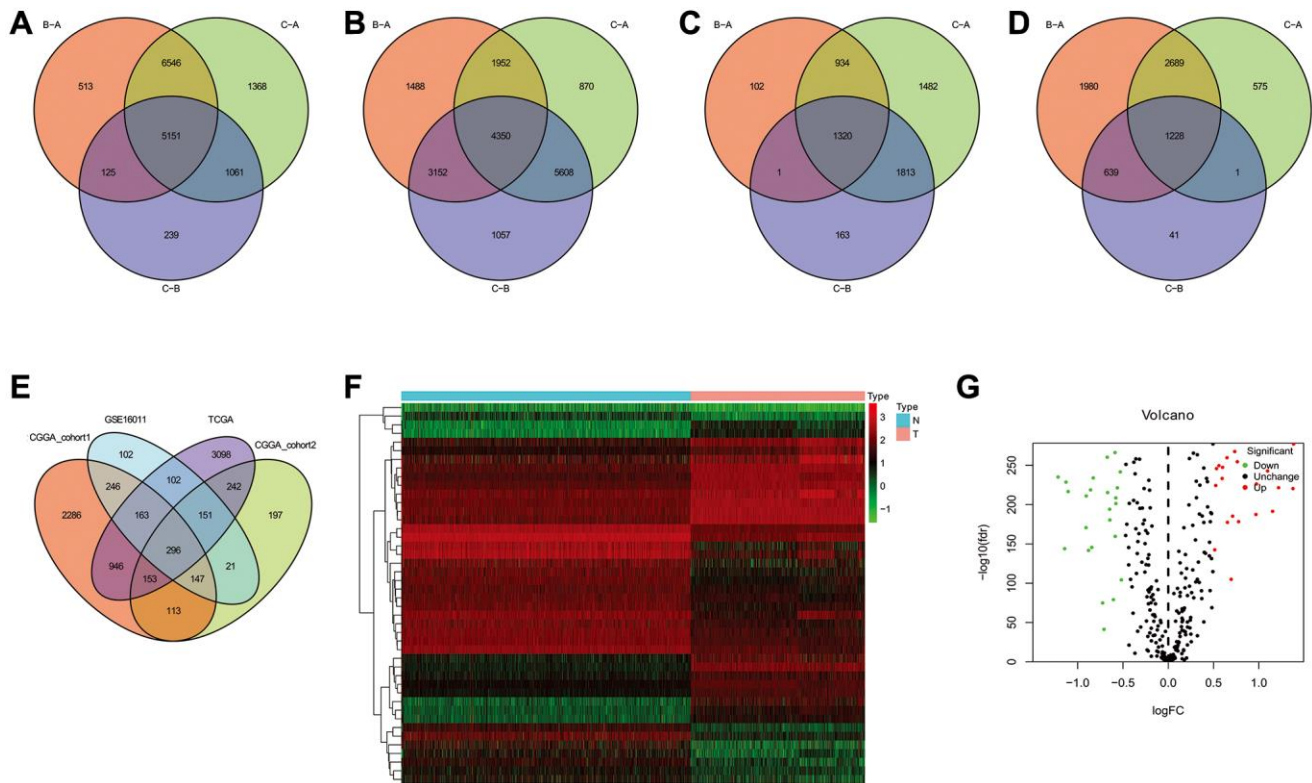 A
B-A
C-A
513
6546
1368
5151
125
1061
239
C-B
B
B-A
C-A
1488
1952
870
4350
3152
5608
1057
C-B
C
B-A
C-A
102
934
1482
1320
1
1813
163
C-B
D
B-A
C-A
1980
2689
575
1228
639
1
41
C-B
E
CGGA_cohort1
GSE16011
TCGA
CGGA_cohort2
102
3098
246
102
242
2286
163
151
197
296
946
153
147
21
113
F
Type
3
2
1
0
-1
Type
N
T
G
Volcano
Significant
Down
Unchange
Up
-log10(fdr)
250
200
150
100
50
0
-1.0
-0.5
0.0
0.5
1.0
logFC